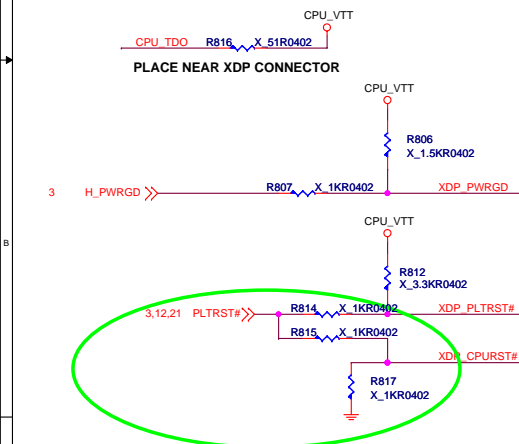 CPU_VTT
CPU_TDO R816 X_51R0402
PLACE NEAR XDP CONNECTOR
CPU_VTT
R806
X_1.5KR0402
3 H_PWRGD R807 X_1KR0402 XDP_PWRGD
CPU_VTT
B
R812
X_3.3KR0402
3,12,21 PLTRST# R814 X_1KR0402 XDP_PLTRST#
R815 X_1KR0402
XDP_CPURST#
R817
X_1KR0402